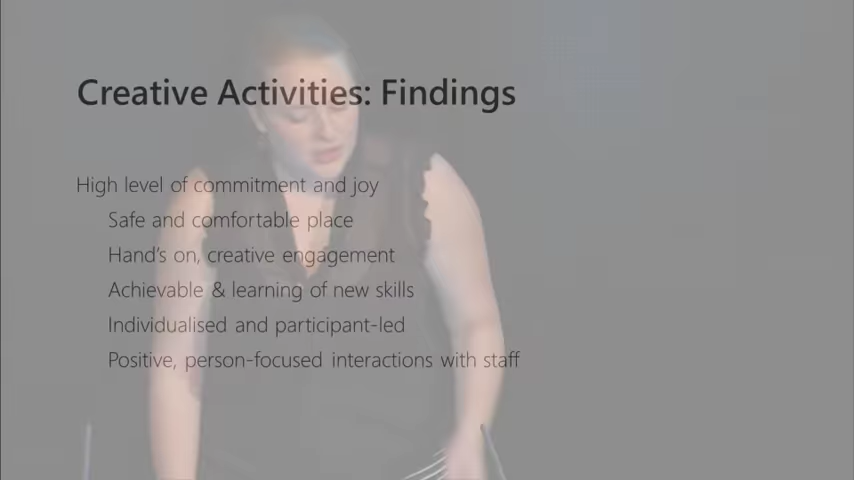 Creative Activities: Findings
High level of commitment and joy
Safe and comfortable place
Hand's on, creative engagement
Achievable & learning of new skills
Individualised and participant-led
Positive, person-focused interactions with staff